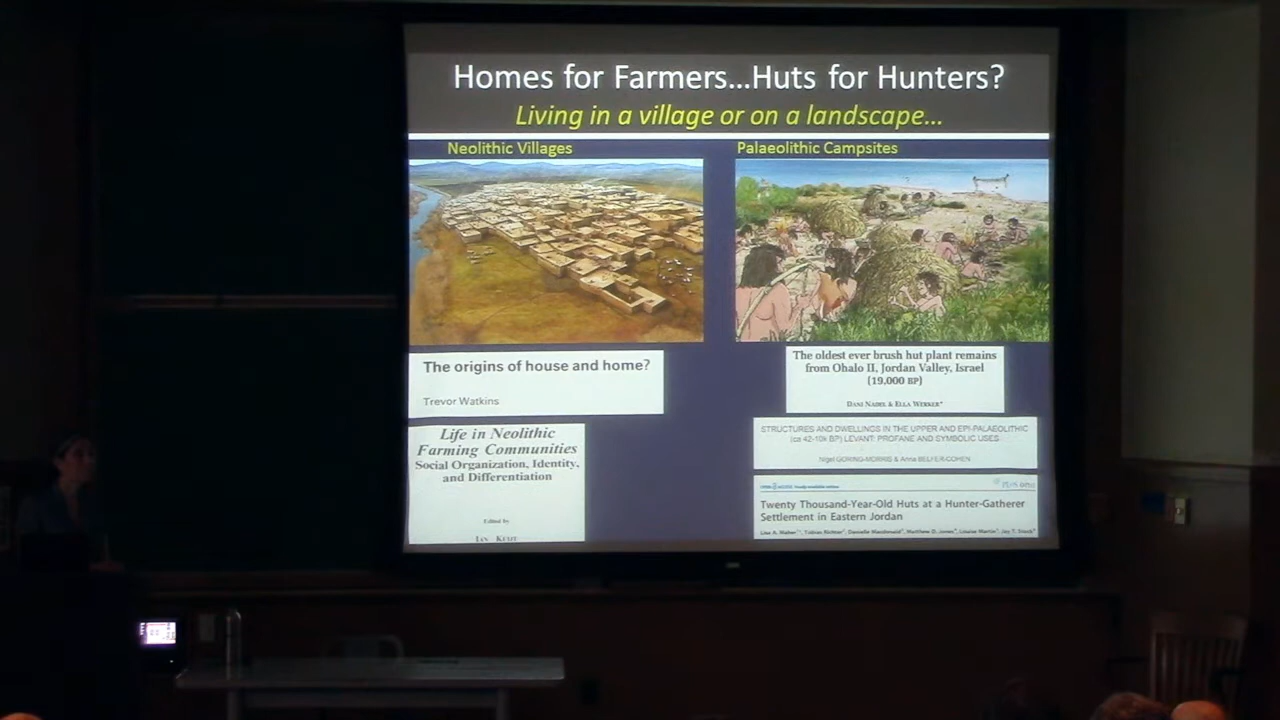 Homes for Farmers...Huts for Hunters?
Living in a village or on a landscape...
Neolithic Villages
Palaeolithic Campsites
The origins of house and home?
Trevor Watkins
Life in Neolithic
Farming Communities
Social Organization, Identity,
and Differentiation
Edited by
IAN KUIJT
The oldest ever brush hut plant remains
from Ohalo II, Jordan Valley, Israel
(19,000 BP)
DANI NADEL & ELLA WERKER*
STRUCTURES AND DWELLINGS IN THE UPPER AND EPI-PALAEOLITHIC
(ca 42-10k BP) LEVANT: PROFANE AND SYMBOLIC USES
Nigel GORING-MORRIS & Anna BELFER-COHEN
Twenty Thousand-Year-Old Huts at a Hunter-Gatherer
Settlement in Eastern Jordan